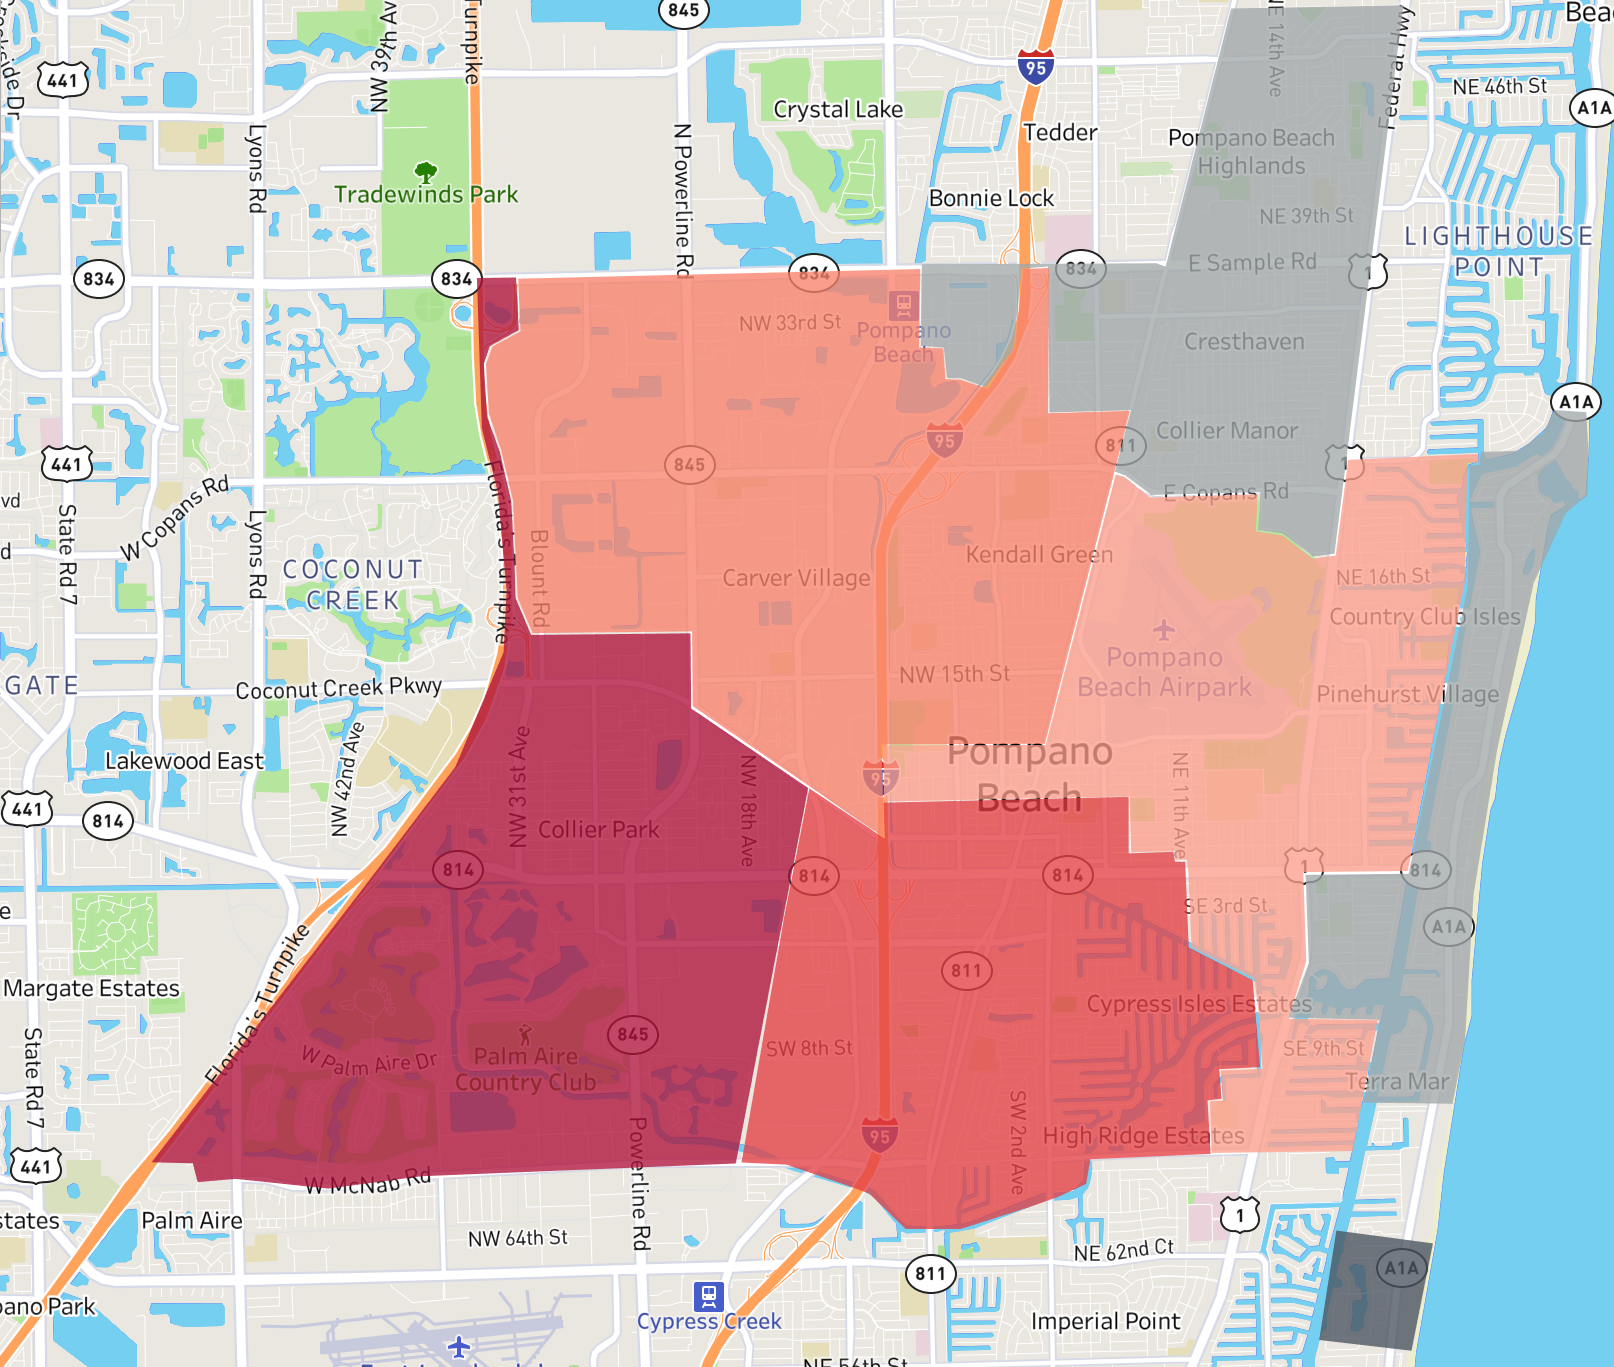 845
Turnpike
NW 39th Av
Federal Hwy
NE 14th Ave
Beac
441
95
NE 46th St
A1A
Crystal Lake
Tedder
Pompano Beach
Highlands
Lyons Rd
N Powerline Rd
Tradewinds Park
Bonnie Lock
NE 39th St
LIGHTHOUSE
POINT
834
834
834
834
E Sample Rd
1
NW 33rd St
Pompano
Beach
Cresthaven
A1A
Collier Manor
441
845
95
811
1
W Copans Rd
E Copans Rd
vd
State Rd 7
Lyons Rd
Florida's Turnpike
Blount Rd
d
COCONUT
CREEK
Carver Village
Kendall Green
NE 16th St
Country Club Isles
GATE
Coconut Creek Pkwy
NW 15th St
Pompano
Beach Airpark
Pinehurst Village
Lakewood East
NW 42nd Ave
NW 31st Ave
NW 18th Ave
95
Pompano
Beach
NE 11th Ave
441
814
Collier Park
814
814
814
1
814
e
SE 3rd St
A1A
Florida's Turnpike
811
Margate Estates
Cypress Isles Estates
State Rd 7
W Palm Aire Dr
Palm Aire
Country Club
845
SW 8th St
SE 9th St
Terra Mar
SW 2nd Ave
High Ridge Estates
95
441
W McNab Rd
Powerline Rd
states
Palm Aire
NW 64th St
NE 62nd Ct
1
811
A1A
pano Park
Cypress Creek
Imperial Point
NE 56th St